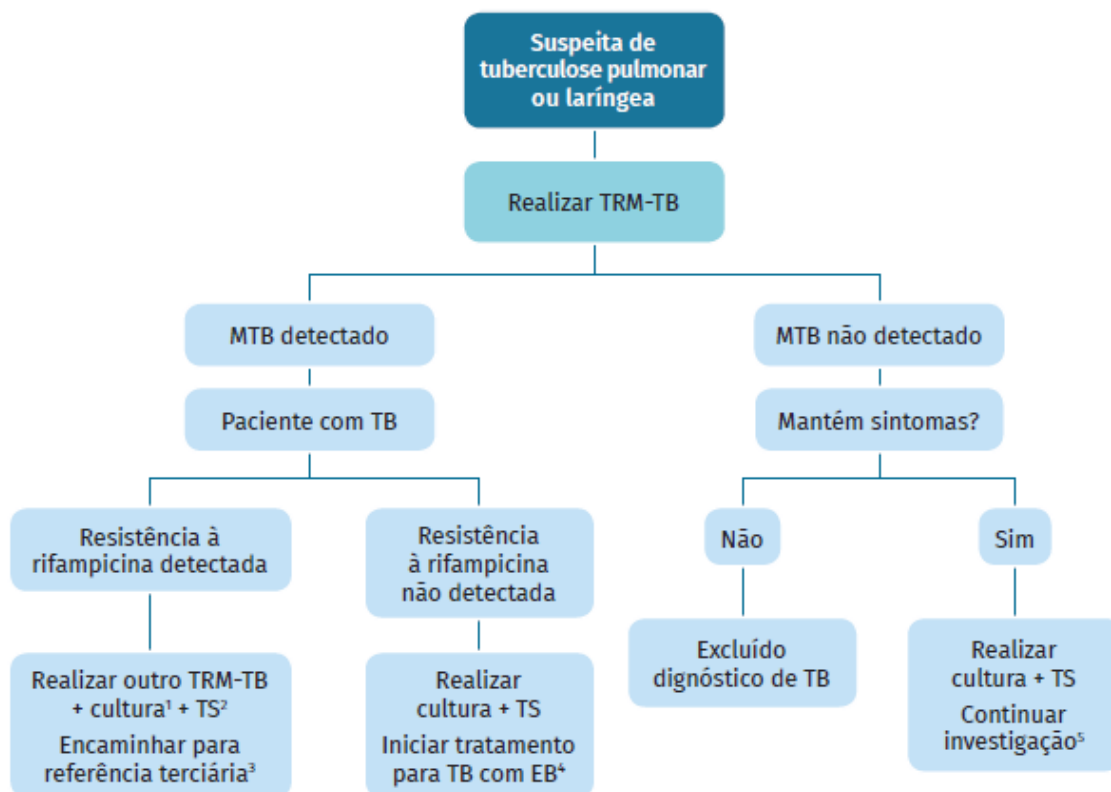 Suspeita de
tuberculose pulmonar
ou laríngea
Realizar TRM-TB
MTB detectado
MTB não detectado
Paciente com TB
Mantém sintomas?
Resistência à
rifampicina detectada
Resistência
à rifampicina
não detectada
Não
Sim
Realizar outro TRM-TB
+ cultura¹ + TS²
Encaminhar para
referência terciária³
Realizar
cultura + TS
Iniciar tratamento
para TB com EB⁴
Excluído
dignóstico de TB
Realizar
cultura + TS
Continuar
investigação⁵